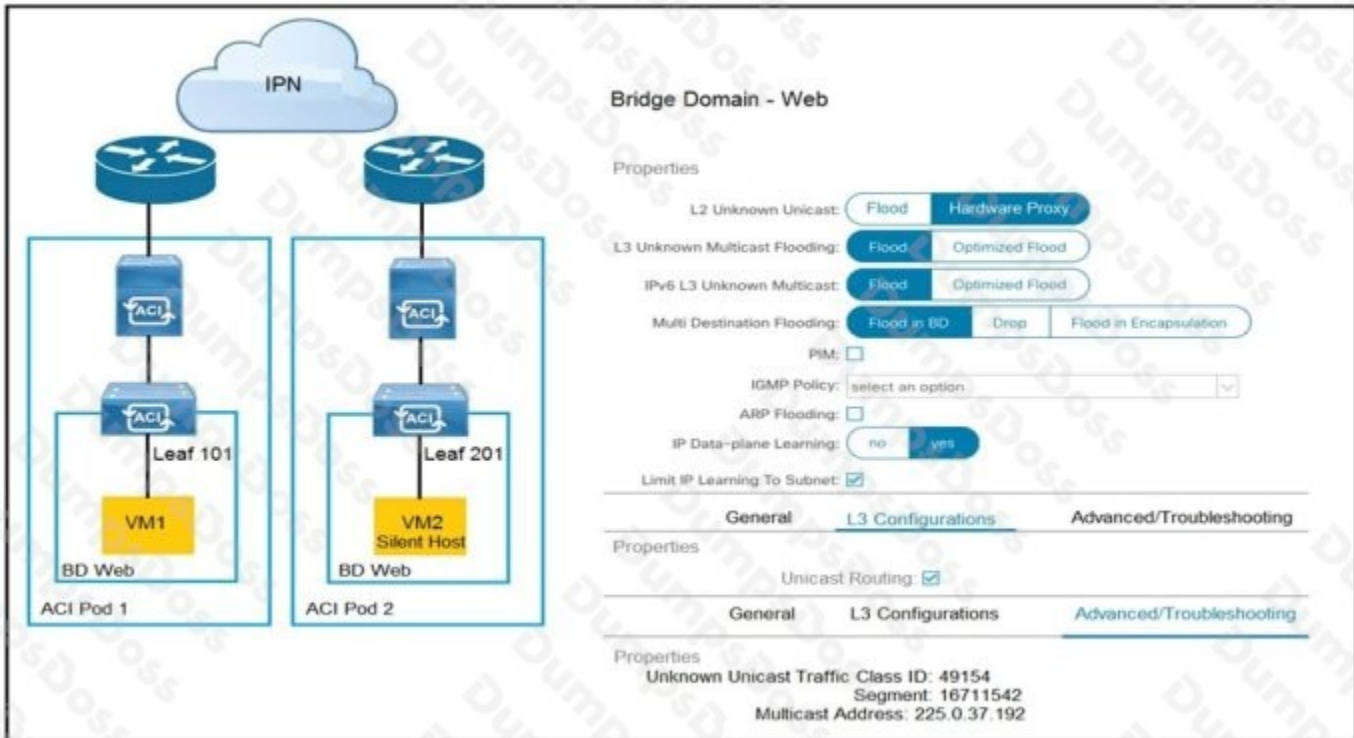 IPN
ACI
ACI
ACI
ACI
Leaf 101
Leaf 201
VM1
VM2
Silent Host
BD Web
BD Web
ACI Pod 1
ACI Pod 2
Bridge Domain - Web
Properties
L2 Unknown Unicast: Flood Hardware Proxy
L3 Unknown Multicast Flooding: Flood Optimized Flood
IPv6 L3 Unknown Multicast: Flood Optimized Flood
Multi Destination Flooding: Flood in BD Drop Flood in Encapsulation
PIM:
IGMP Policy: select an option
ARP Flooding:
IP Data-plane Learning: no yes
Limit IP Learning To Subnet:
General L3 Configurations Advanced/Troubleshooting
Properties
Unicast Routing:
General L3 Configurations Advanced/Troubleshooting
Properties
Unknown Unicast Traffic Class ID: 49154
Segment: 16711542
Multicast Address: 225.0.37.192
DumpsDoss